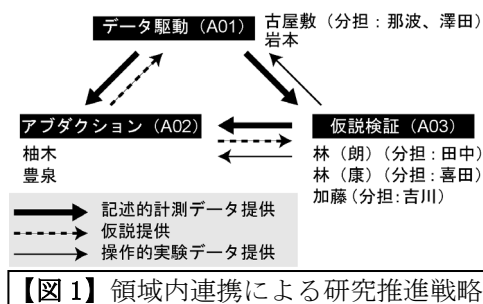 データ駆動(A01)
古屋敷(分担:那波、澤田)
岩本
アブダクション(A02)
柚木
豊泉
仮説検証(A03)
林(朗)(分担:田中)
林(康)(分担:喜田)
加藤(分担:吉川)
記述的計測データ提供
仮説提供
操作的実験データ提供
【図1】領域内連携による研究推進戦略